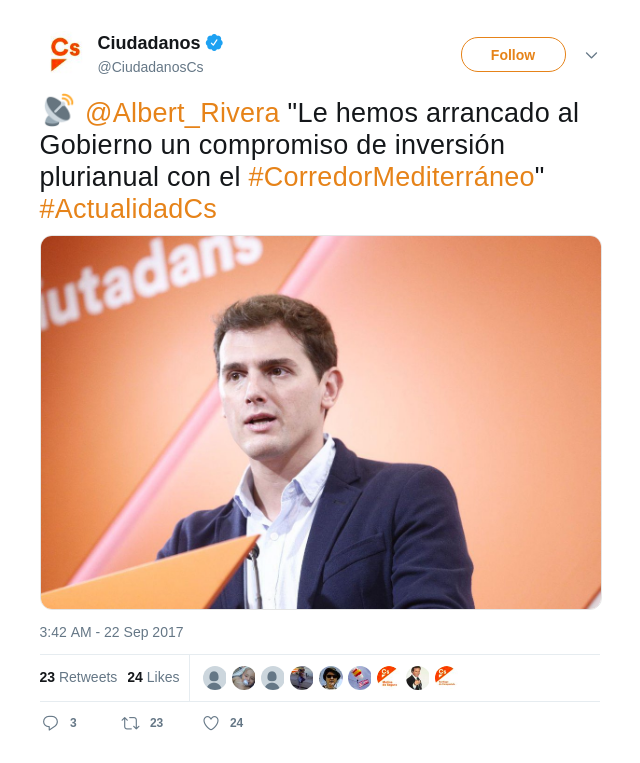 Cs
Ciudadanos
@CiudadanosCs
Follow
@Albert_Rivera "Le hemos arrancado al
Gobierno un compromiso de inversión
plurianual con el #CorredorMediterráneo"
#ActualidadCs
iutadans
3:42 AM - 22 Sep 2017
23 Retweets 24 Likes
3 23 24